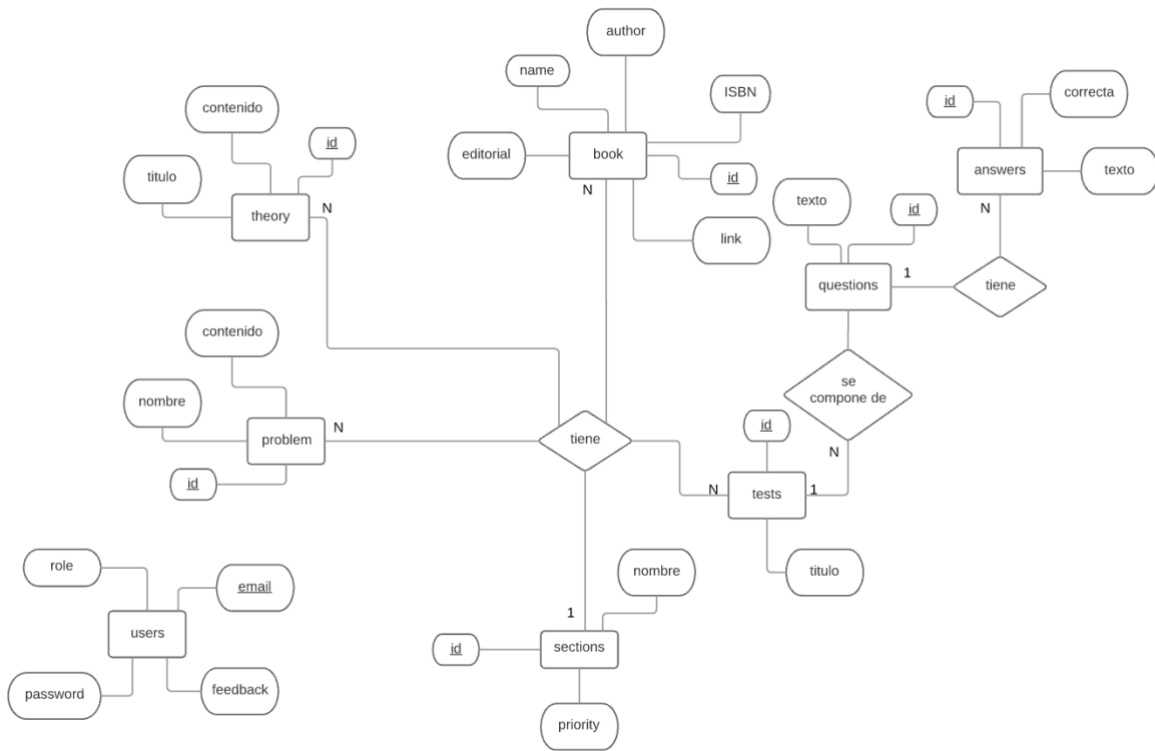 author
name
ISBN
contenido
id
correcta
id
editorial
book
answers
texto
titulo
id
N
texto
id
N
theory
N
link
1
questions
tiene
contenido
se
compone de
nombre
id
problem
N
tiene
N
id
N
tests
1
role
nombre
titulo
email
1
users
id
sections
password
feedback
priority